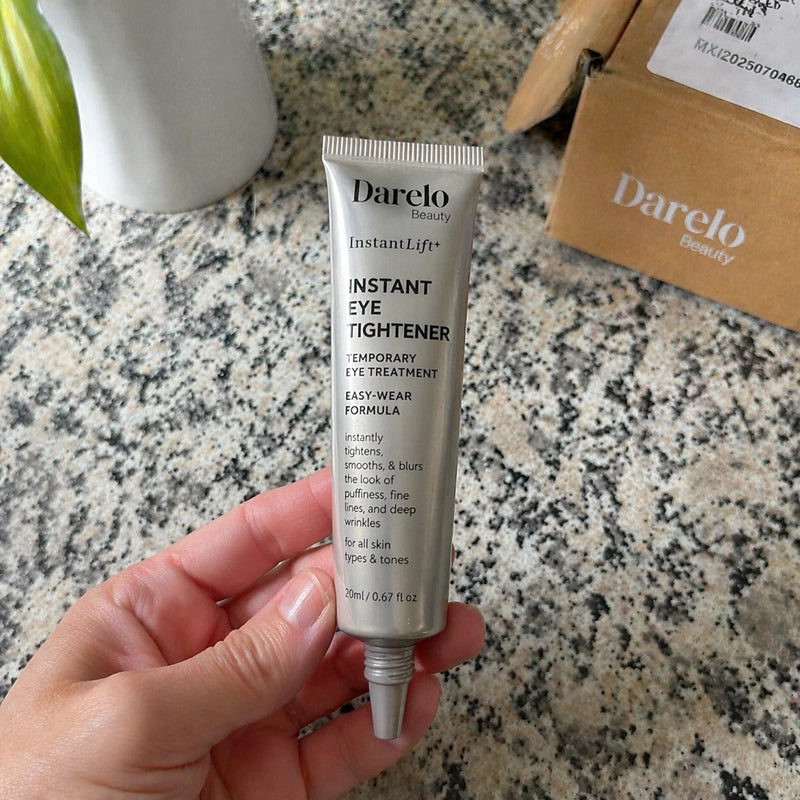 Darelo
Beauty
InstantLift+
INSTANT
EYE
TIGHTENER
TEMPORARY
EYE TREATMENT
EASY-WEAR
FORMULA
instantly
tightens,
smooths, & blurs
the look of
puffiness, fine
lines, and deep
wrinkles
for all skin
types & tones
20ml / 0.67 fl oz
MXI2025070468
Darelo
Beauty